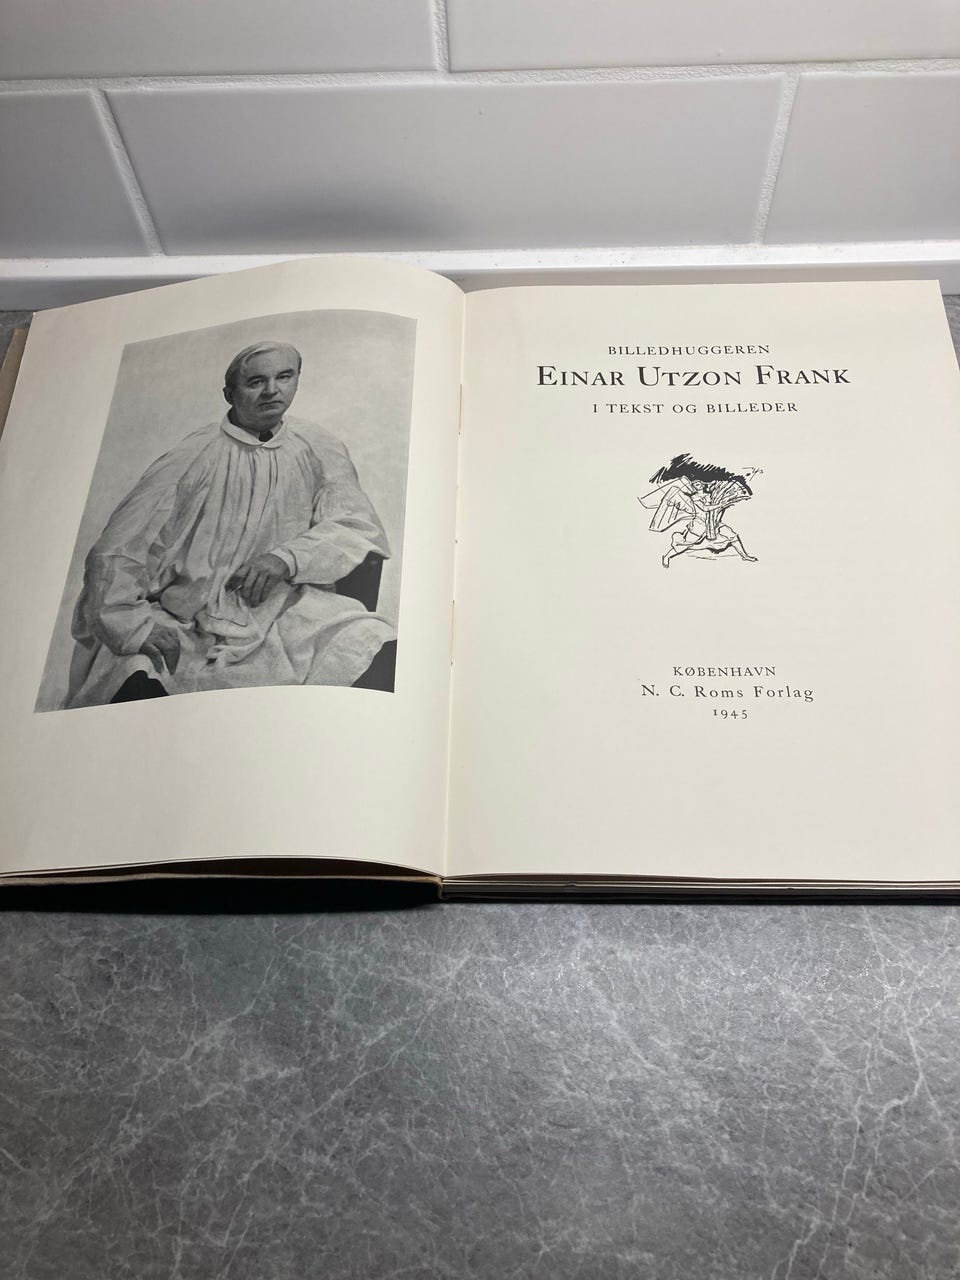 BILLEDHUGGEREN
EINAR UTZON FRANK
I TEKST OG BILLEDER
KØBENHAVN
N. C. Roms Forlag
1945